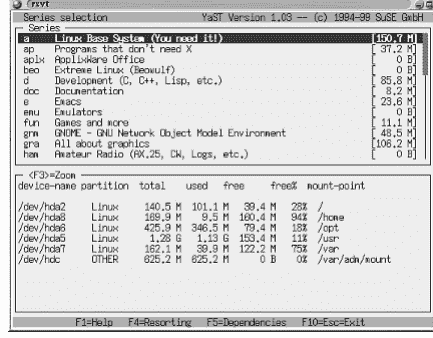 rxvt
Series selection YaST Version 1.03 -- (c) 1994-99 SuSE GmbH
Series
a Linux Base System (You need it!) [150.7 M]
ap Programs that don't need X [ 37.2 M]
aplx ApplixWare Office [ 0 B]
beo Extreme Linux (Beowulf) [ 0 B]
d Development (C, C++, Lisp, etc.) [ 85.8 M]
doc Documentation [ 8.2 M]
e Emacs [ 23.6 M]
emu Emulators [ 0 B]
fun Games and more [ 11.1 M]
gnm GNOME - GNU Network Object Model Environment [ 48.5 M]
gra All about graphics [106.2 M]
ham Amateur Radio (AX.25, CW, Logs, etc.) [ 0 B]
<F3>=Zoom
device-name partition total used free free% mount-point
/dev/hda2 Linux 140.5 M 101.1 M 39.4 M 28% /
/dev/hda8 Linux 169.9 M 9.5 M 160.4 M 94% /home
/dev/hda6 Linux 425.9 M 346.5 M 79.4 M 18% /opt
/dev/hda5 Linux 1.28 G 1.13 G 153.4 M 11% /usr
/dev/hda7 Linux 162.1 M 39.9 M 122.2 M 75% /var
/dev/hdc OTHER 625.2 M 625.2 M 0 B 0% /var/adm/mount
F1=Help F4=Resorting F5=Dependencies F10=Esc=Exit